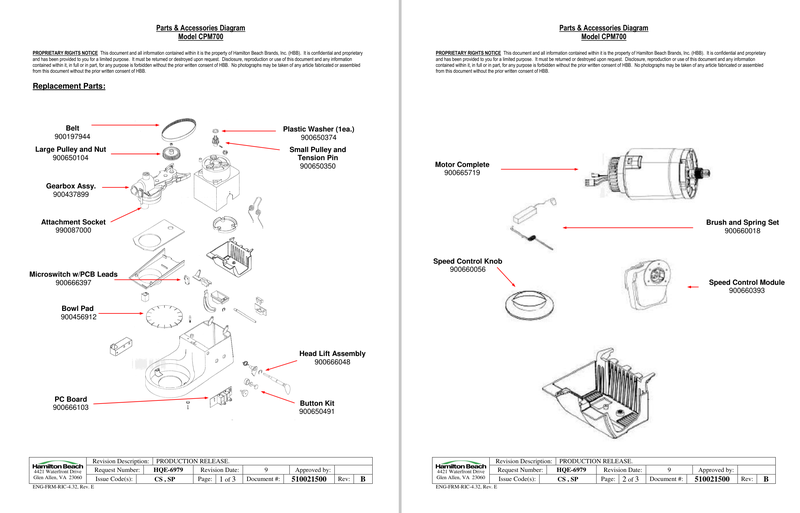 Parts & Accessories Diagram
Model CPM700
PROPRIETARY RIGHTS NOTICE This document and all information contained within it is the property of Hamilton Beach Brands, Inc. (HBB). It is confidential and proprietary
and has been provided to you for a limited purpose. It must be returned or destroyed upon request. Disclosure, reproduction or use of this document and any information
contained within it, in full or in part, for any purpose is forbidden without the prior written consent of HBB. No photographs may be taken of any article fabricated or assembled
from this document without the prior written consent of HBB.
Replacement Parts:
Belt
900197944
Large Pulley and Nut
900650104
Gearbox Assy.
900437899
Attachment Socket
990087000
Microswitch w/PCB Leads
900666397
Bowl Pad
900456912
PC Board
900666103
Plastic Washer (1ea.)
900650374
Small Pulley and
Tension Pin
900650350
Head Lift Assembly
900666048
Button Kit
900650491
Hamilton Beach
4421 Waterfront Drive
Glen Allen, VA 23060
Revision Description: PRODUCTION RELEASE.
Request Number: HQE-6979 Revision Date: 9 Approved by:
Issue Code(s): CS , SP Page: 1 of 3 Document #: 510021500 Rev: B
ENG-FRM-RIC-4.32, Rev. E
Parts & Accessories Diagram
Model CPM700
PROPRIETARY RIGHTS NOTICE This document and all information contained within it is the property of Hamilton Beach Brands, Inc. (HBB). It is confidential and proprietary
and has been provided to you for a limited purpose. It must be returned or destroyed upon request. Disclosure, reproduction or use of this document and any information
contained within it, in full or in part, for any purpose is forbidden without the prior written consent of HBB. No photographs may be taken of any article fabricated or assembled
from this document without the prior written consent of HBB.
Motor Complete
900665719
Brush and Spring Set
900660018
Speed Control Knob
900660056
Speed Control Module
900660393
Hamilton Beach
4421 Waterfront Drive
Glen Allen, VA 23060
Revision Description: PRODUCTION RELEASE.
Request Number: HQE-6979 Revision Date: 9 Approved by:
Issue Code(s): CS , SP Page: 2 of 3 Document #: 510021500 Rev: B
ENG-FRM-RIC-4.32, Rev. E